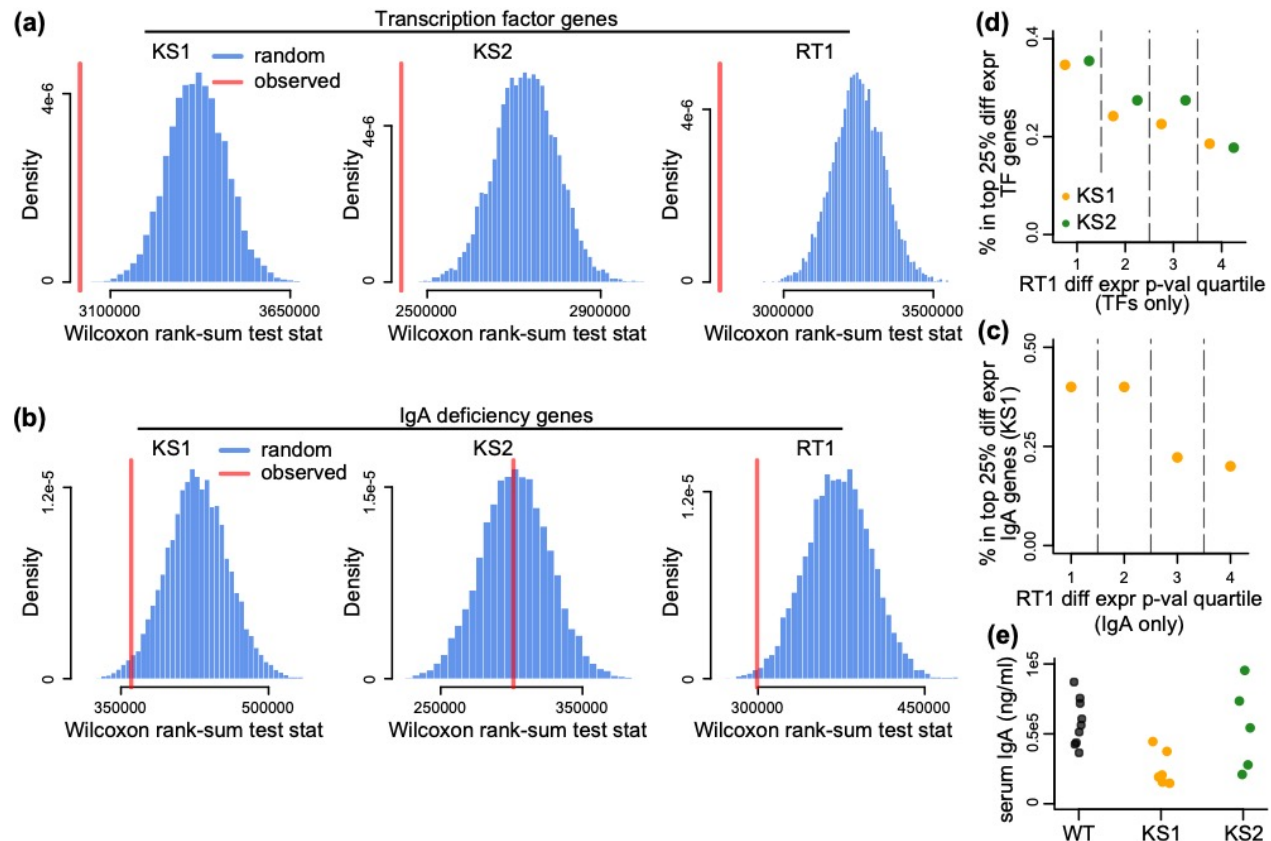 (a)
Transcription factor genes
KS1
random
observed
KS2
RT1
Density
4e-6
0
3100000
3650000
Wilcoxon rank-sum test stat
Density
4e-6
0
2500000
2900000
Wilcoxon rank-sum test stat
Density
4e-6
0
3000000
3500000
Wilcoxon rank-sum test stat
(b)
IgA deficiency genes
KS1
random
observed
KS2
RT1
Density
1.2e-5
0
350000
500000
Wilcoxon rank-sum test stat
Density
1.5e-5
0
250000
350000
Wilcoxon rank-sum test stat
Density
1.2e-5
0
300000
450000
Wilcoxon rank-sum test stat
(d)
% in top 25% diff expr
TF genes
0.4
0.2
0.0
KS1
KS2
1 2 3 4
RT1 diff expr p-val quartile
(TFs only)
(c)
% in top 25% diff expr
IgA genes (KS1)
0.50
0.25
0.00
1 2 3 4
RT1 diff expr p-val quartile
(IgA only)
(e)
serum IgA (ng/ml)
1e5
0.5e5
0
WT KS1 KS2